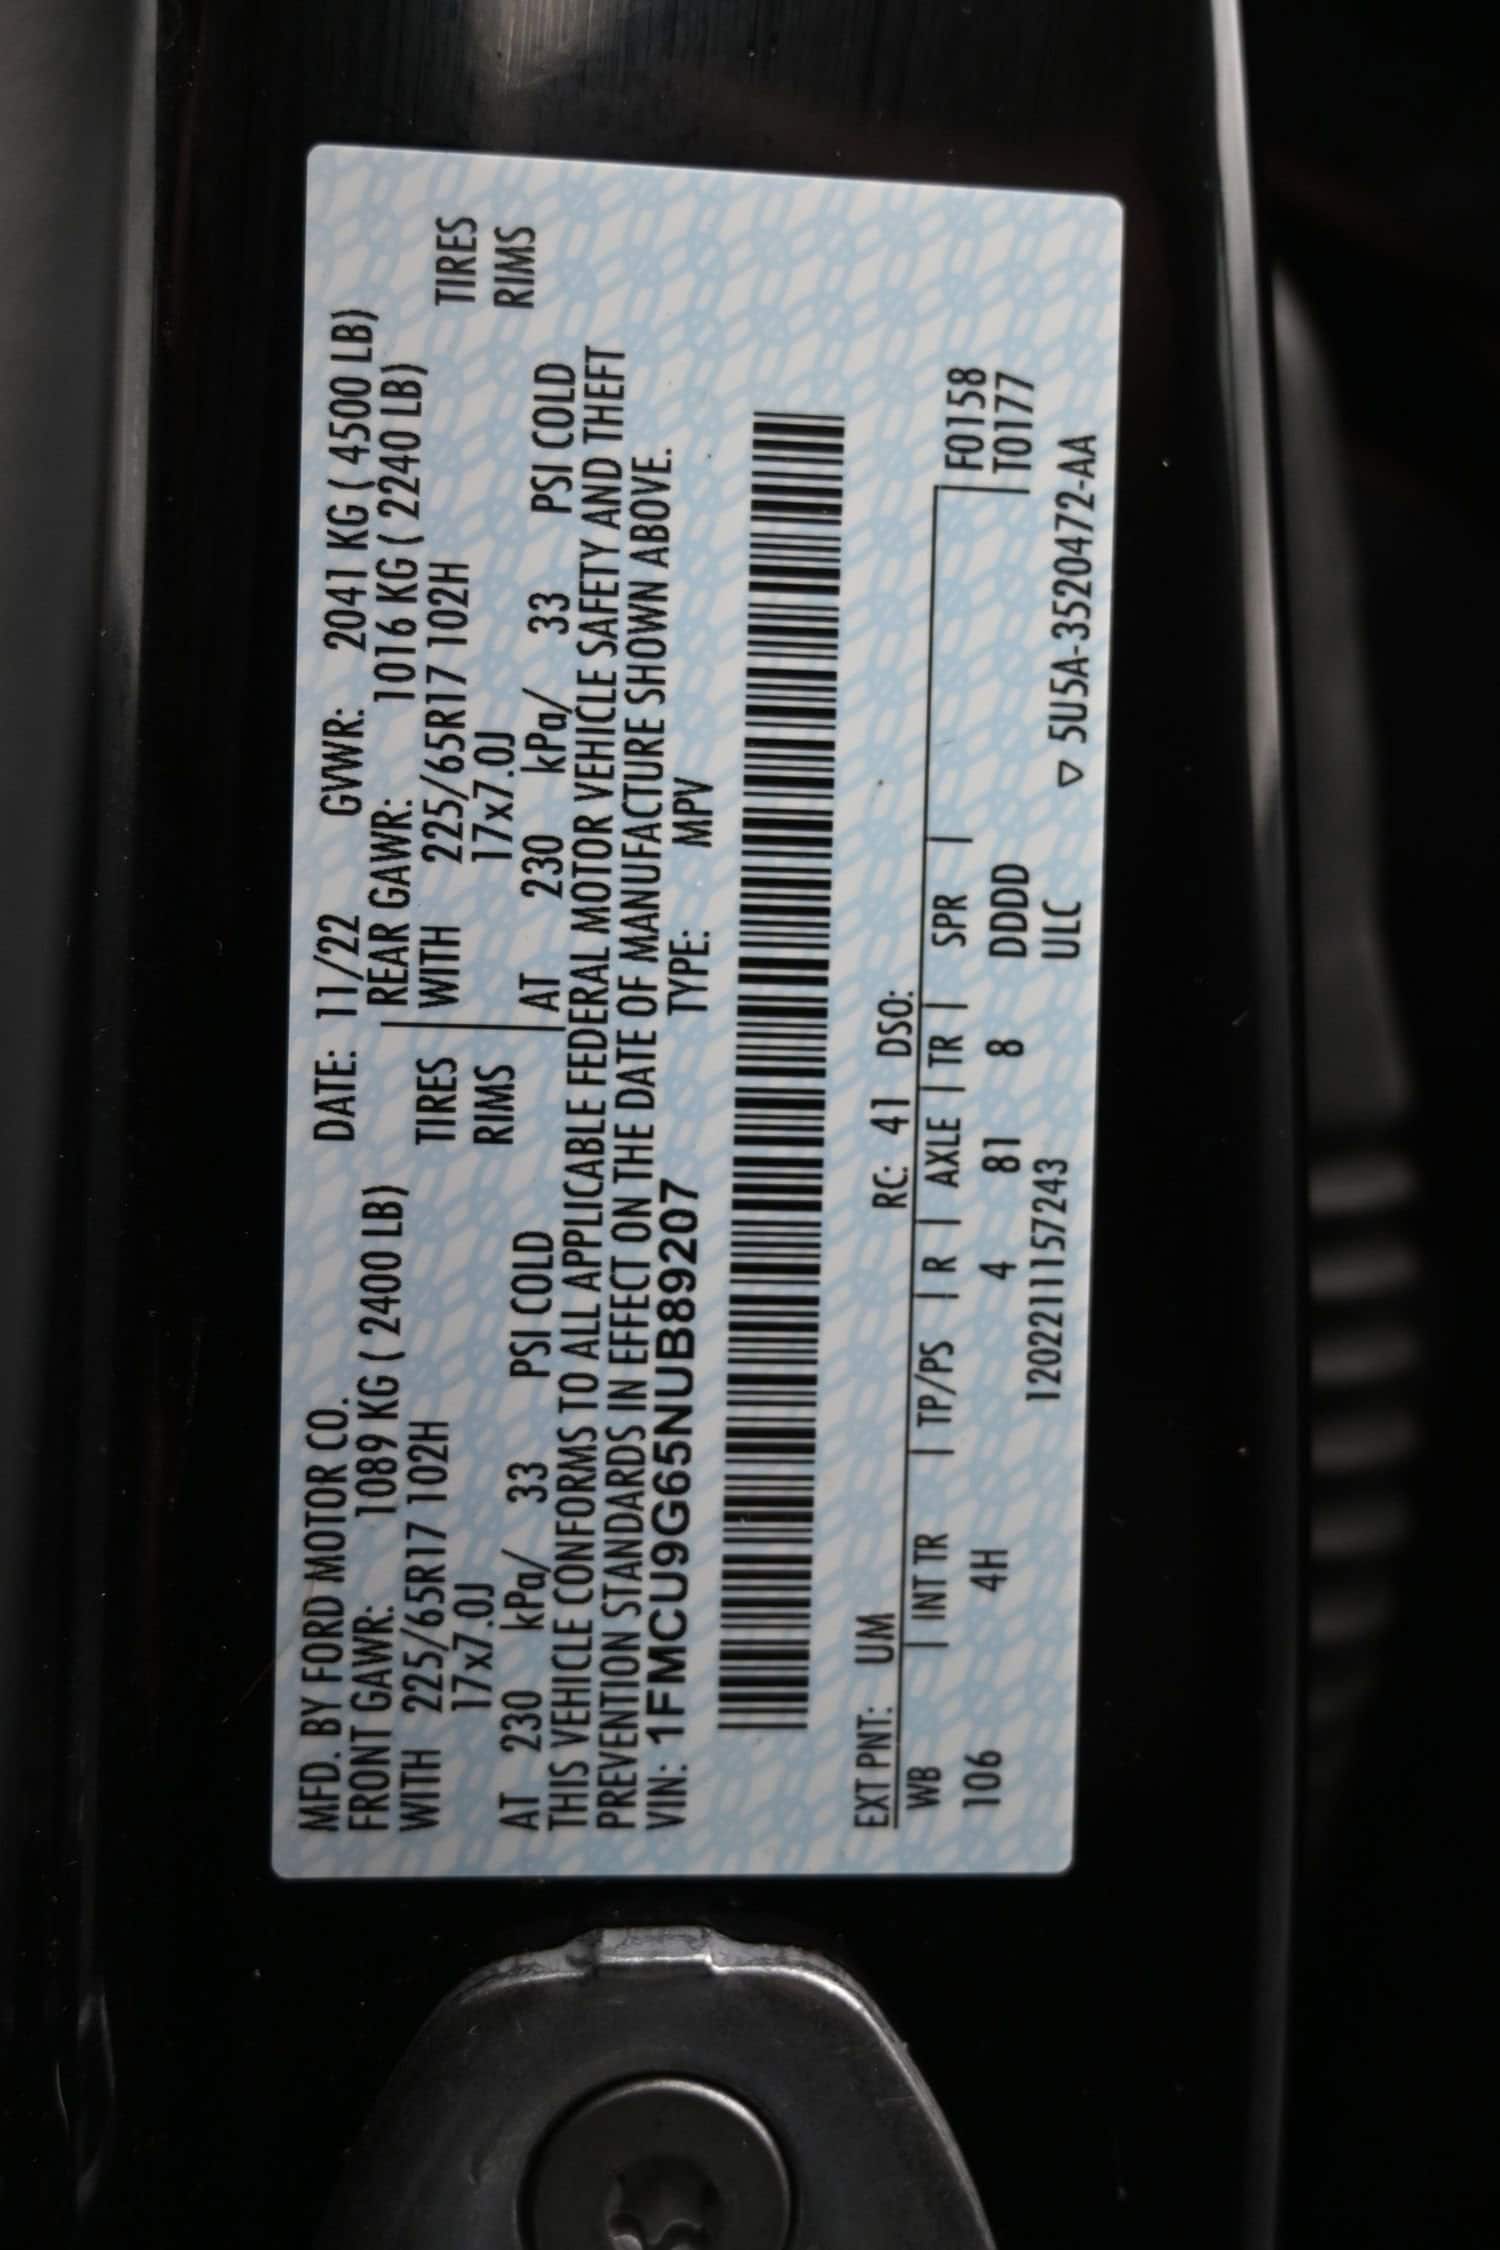 MFD. BY FORD MOTOR CO. DATE: 11/22 GVWR: 2041 KG ( 4500 LB)
FRONT GAWR: 1089 KG ( 2400 LB) REAR GAWR: 1016 KG ( 2240 LB)
WITH 225/65R17 102H TIRES WITH 225/65R17 102H TIRES
17x7.0J RIMS 17x7.0J RIMS
AT 230 kPa/ 33 PSI COLD AT 230 kPa/ 33 PSI COLD
THIS VEHICLE CONFORMS TO ALL APPLICABLE FEDERAL MOTOR VEHICLE SAFETY AND THEFT
PREVENTION STANDARDS IN EFFECT ON THE DATE OF MANUFACTURE SHOWN ABOVE.
VIN: 1FMCU9G65NUB89207 TYPE: MPV
EXT PNT: UM RC: 41 DSO:
WB | INT TR | TP/PS | R | AXLE | TR | SPR | F0158
106 4H 4 81 8 DDDD T0177
1202211157243 ULC ▽ 5U5A-3520472-AA